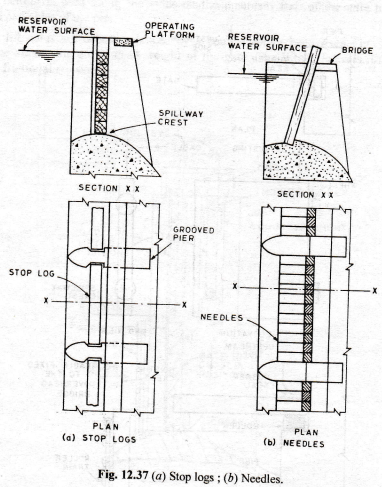 RESERVOIR
WATER SURFACE
OPERATING
PLATFORM
SPILLWAY
CREST
SECTION X X
RESERVOIR
WATER SURFACE
BRIDGE
SECTION X X
GROOVED
PIER
STOP LOG
X
X
PLAN
(a) STOP LOGS
NEEDLES
X
X
PLAN
(b) NEEDLES
Fig. 12.37 (a) Stop logs ; (b) Needles.